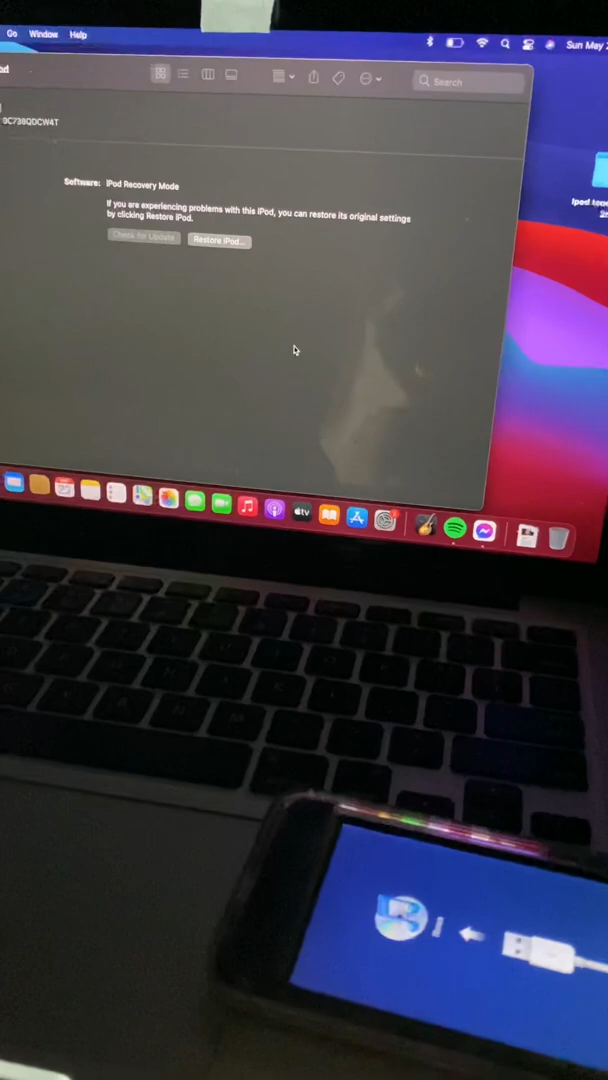 Go Window Help
Sun May
Search
9C738QDCW4T
Software: iPod Recovery Mode
If you are experiencing problems with this iPod, you can restore its original settings
by clicking Restore iPod.
Check for Update
Restore iPod...
tv